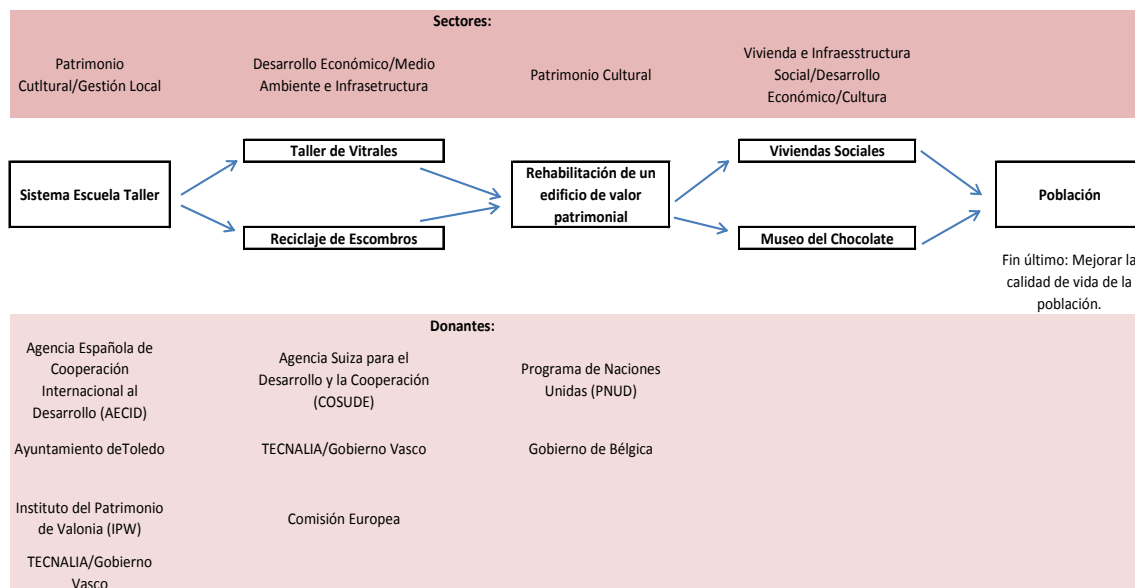 Sectores:
Patrimonio
Cutltural/Gestión Local
Desarrollo Económico/Medio
Ambiente e Infrasetructura
Patrimonio Cultural
Vivienda e Infraesstructura
Social/Desarrollo
Económico/Cultura
Sistema Escuela Taller
Taller de Vitrales
Reciclaje de Escombros
Rehabilitación de un
edificio de valor
patrimonial
Viviendas Sociales
Museo del Chocolate
Población
Fin último: Mejorar la
calidad de vida de la
población.
Donantes:
Agencia Española de
Cooperación
Internacional al
Desarrollo (AECID)
Agencia Suiza para el
Desarrollo y la Cooperación
(COSUDE)
Programa de Naciones
Unidas (PNUD)
Ayuntamiento deToledo
TECNALIA/Gobierno Vasco
Gobierno de Bélgica
Instituto del Patrimonio
de Valonia (IPW)
Comisión Europea
TECNALIA/Gobierno
Vasco